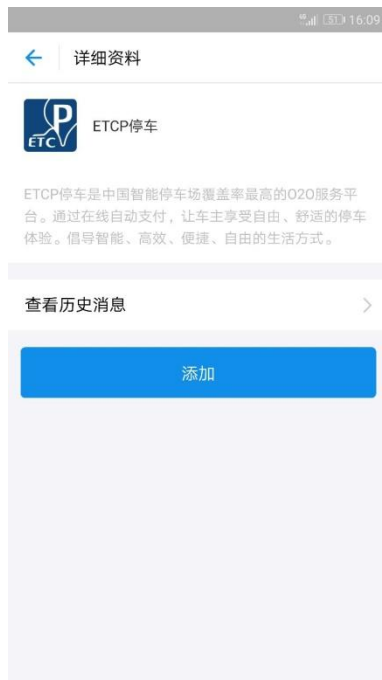 51 16:09
详细资料
P
ETC
ETCP停车
ETCP停车是中国智能停车场覆盖率最高的O2O服务平
台。通过在线自动支付，让车主享受自由、舒适的停车
体验。倡导智能、高效、便捷、自由的生活方式。
查看历史消息
添加